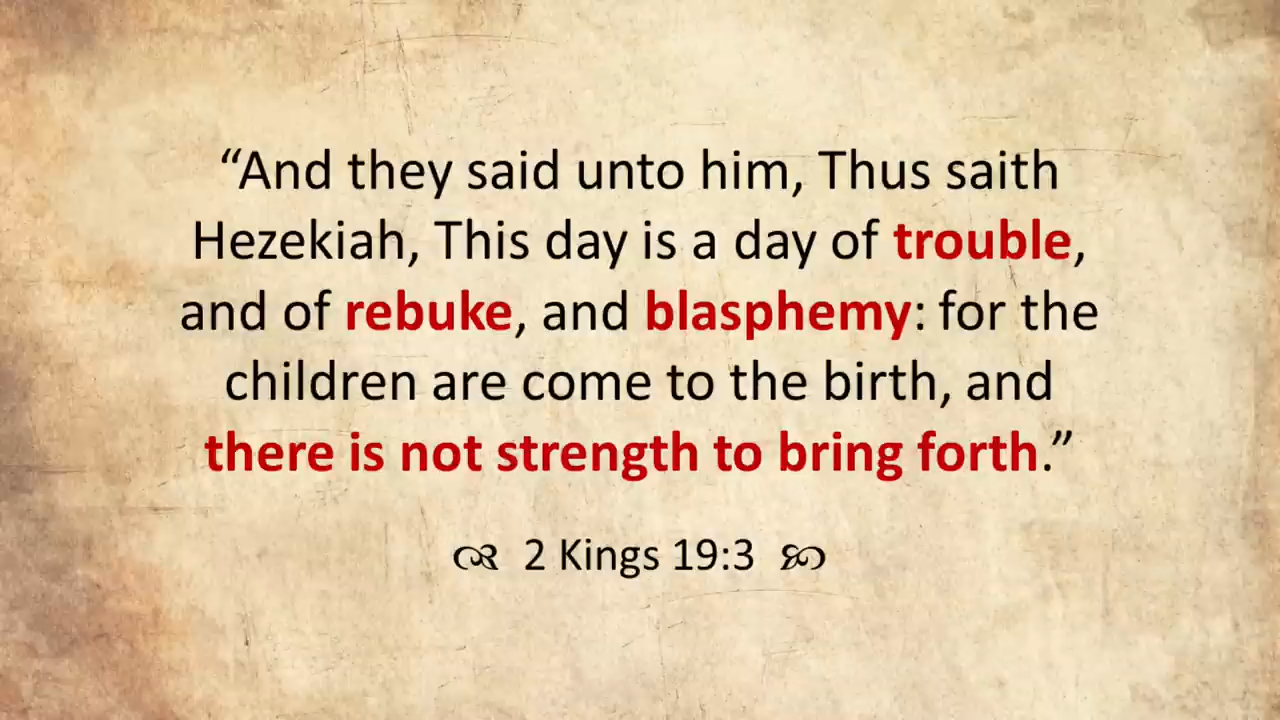 “And they said unto him, Thus saith
Hezekiah, This day is a day of trouble,
and of rebuke, and blasphemy: for the
children are come to the birth, and
there is not strength to bring forth.”
2 Kings 19:3